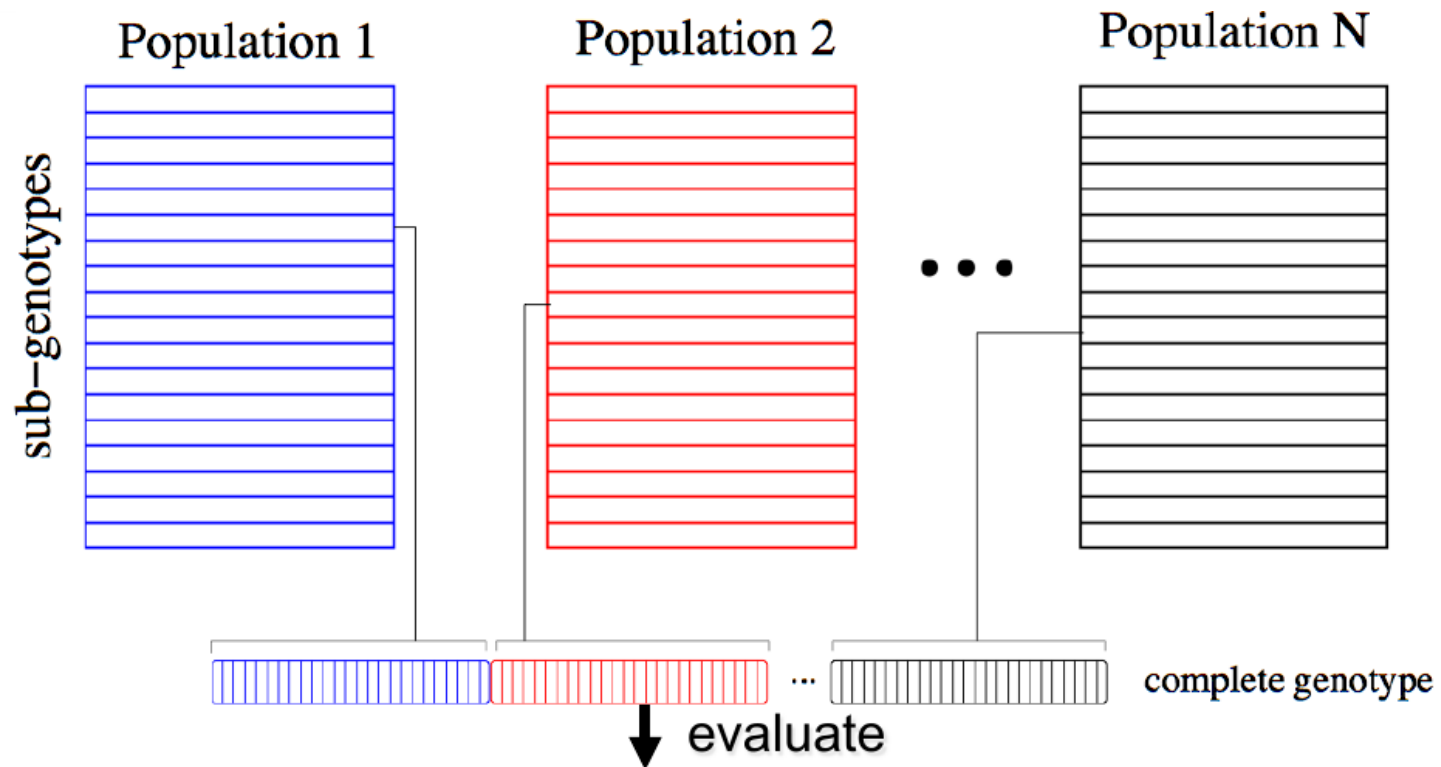 Population 1
Population 2
Population N
sub-genotypes
...
complete genotype
evaluate